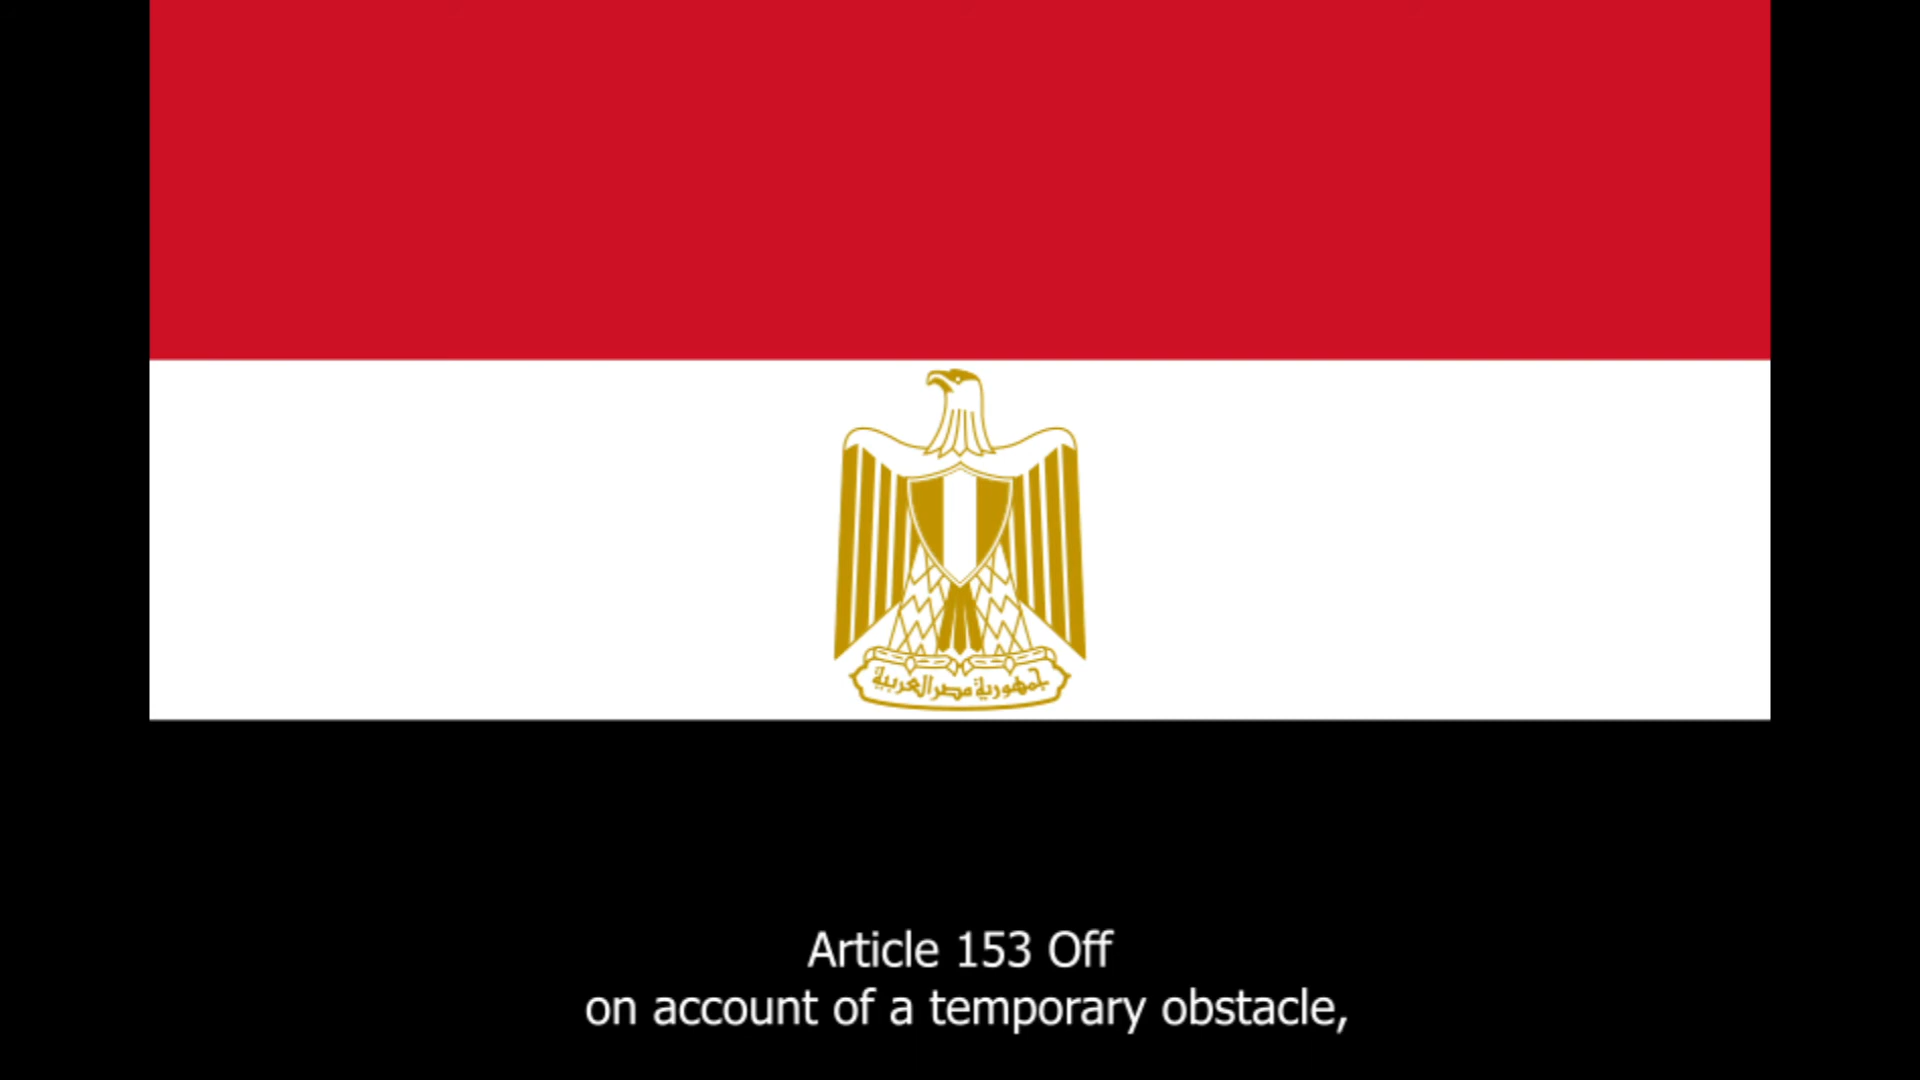 جمهورية مصر العربية
Article 153 Off
on account of a temporary obstacle,